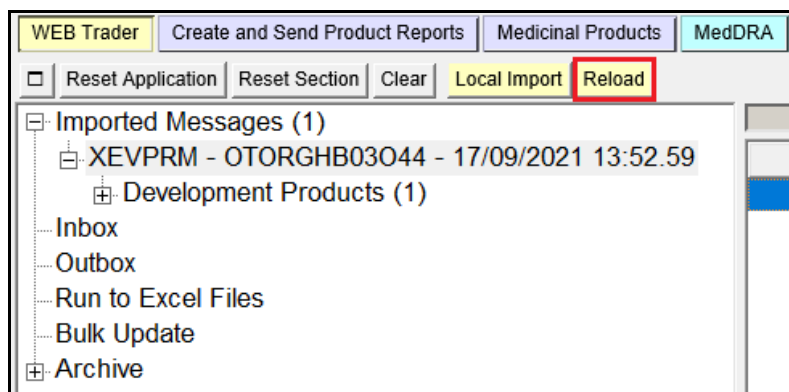 WEB Trader Create and Send Product Reports Medicinal Products MedDRA
Reset Application Reset Section Clear Local Import Reload
Imported Messages (1)
XEVPRM - OTORGHB03O44 - 17/09/2021 13:52.59
Development Products (1)
Inbox
Outbox
Run to Excel Files
Bulk Update
Archive